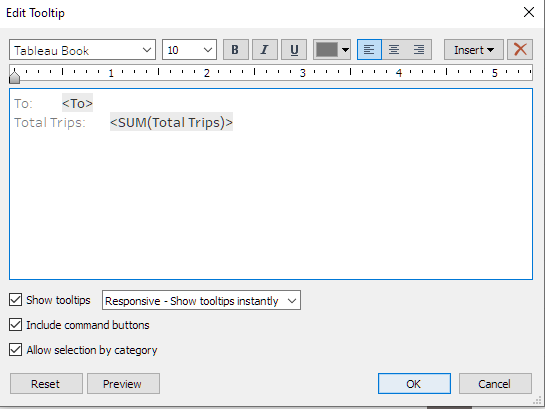 Edit Tooltip
Tableau Book 10 B I U Insert
1 2 3 4 5
To: <To>
Total Trips: <SUM(Total Trips)>
Show tooltips Responsive - Show tooltips instantly
Include command buttons
Allow selection by category
Reset Preview OK Cancel